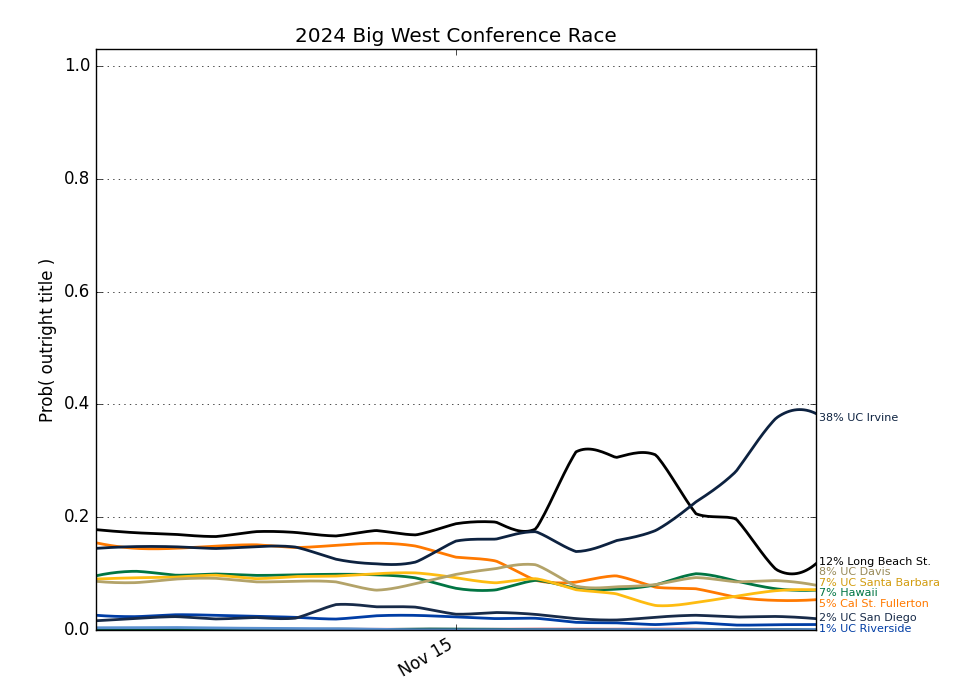 2024 Big West Conference Race
Prob( outright title )
1.0
0.8
0.6
0.4
0.2
0.0
Nov 15
38% UC Irvine
12% Long Beach St.
8% UC Davis
7% UC Santa Barbara
7% Hawaii
5% Cal St. Fullerton
2% UC San Diego
1% UC Riverside